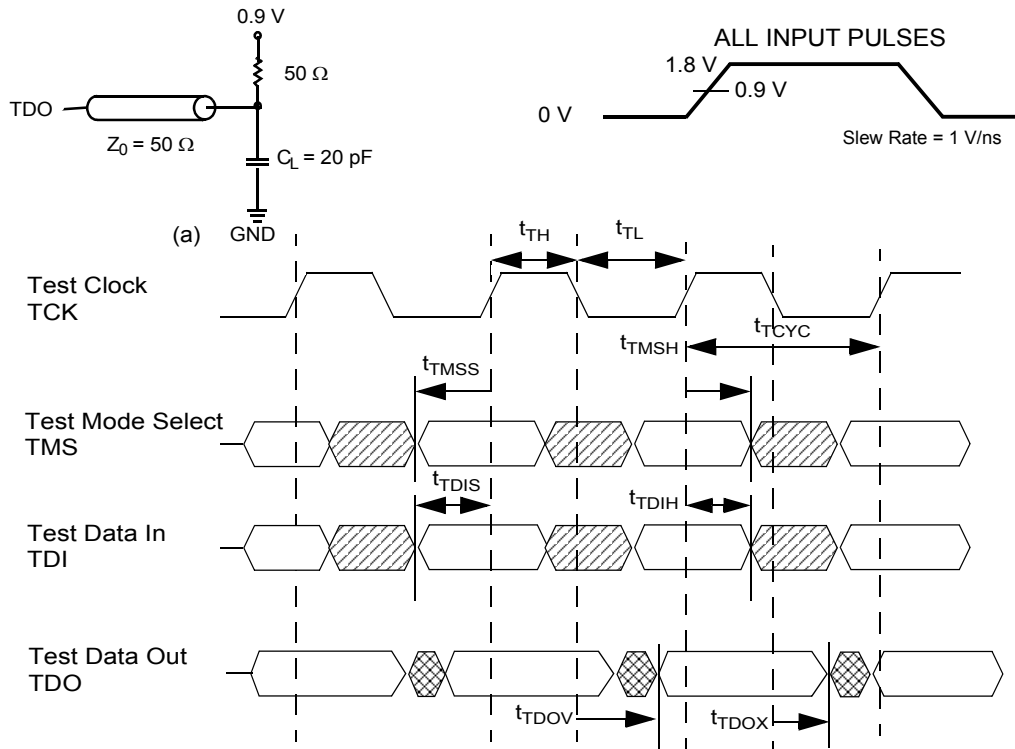 0.9 V
50 Ω
TDO
Z0 = 50 Ω
CL = 20 pF
(a)
GND
ALL INPUT PULSES
1.8 V
0.9 V
0 V
Slew Rate = 1 V/ns
tTH
tTL
Test Clock
TCK
tTMSH
tTCYC
tTMSS
Test Mode Select
TMS
tTDIS
tTDIH
Test Data In
TDI
Test Data Out
TDO
tTDOV
tTDOX